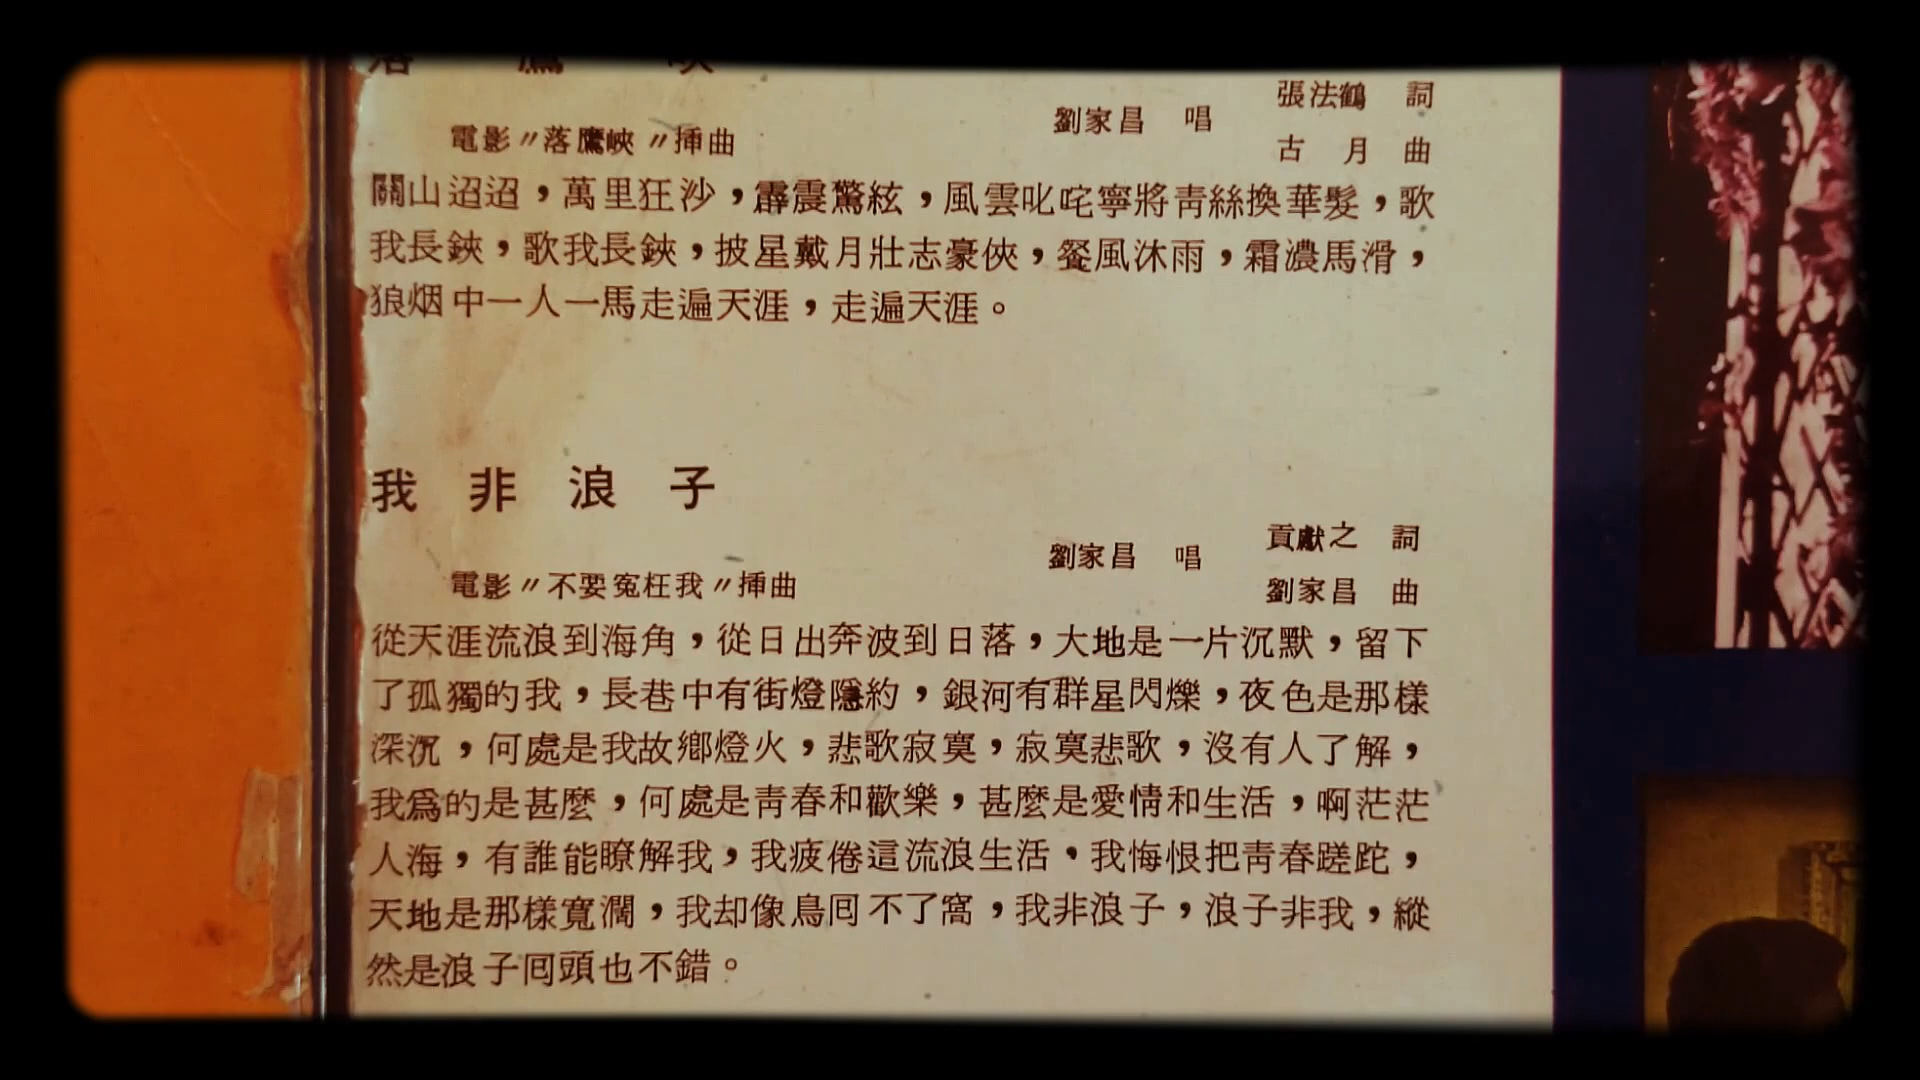 落鷹峽
張法鶴 詞
劉家昌 唱
古月 曲
電影〃落鷹峽〃挿曲
關山迢迢，萬里狂沙，霹震驚絃，風雲叱咤寧將靑絲換華髮，歌
我長鋏，歌我長鋏，披星戴月壯志豪俠，餐風沐雨，霜濃馬滑，
狼烟中一人一馬走遍天涯，走遍天涯。
我非浪子
貢獻之 詞
劉家昌 唱
劉家昌 曲
電影〃不要寃枉我〃挿曲
從天涯流浪到海角，從日出奔波到日落，大地是一片沉默，留下
了孤獨的我，長巷中有街燈隱約，銀河有群星閃爍，夜色是那樣
深沉，何處是我故鄉燈火，悲歌寂寞，寂寞悲歌，沒有人了解，
我爲的是甚麼，何處是靑春和歡樂，甚麼是愛情和生活，啊茫茫
人海，有誰能瞭解我，我疲倦這流浪生活，我悔恨把靑春蹉跎，
天地是那樣寬濶，我却像鳥囘不了窩，我非浪子，浪子非我，縱
然是浪子囘頭也不錯。